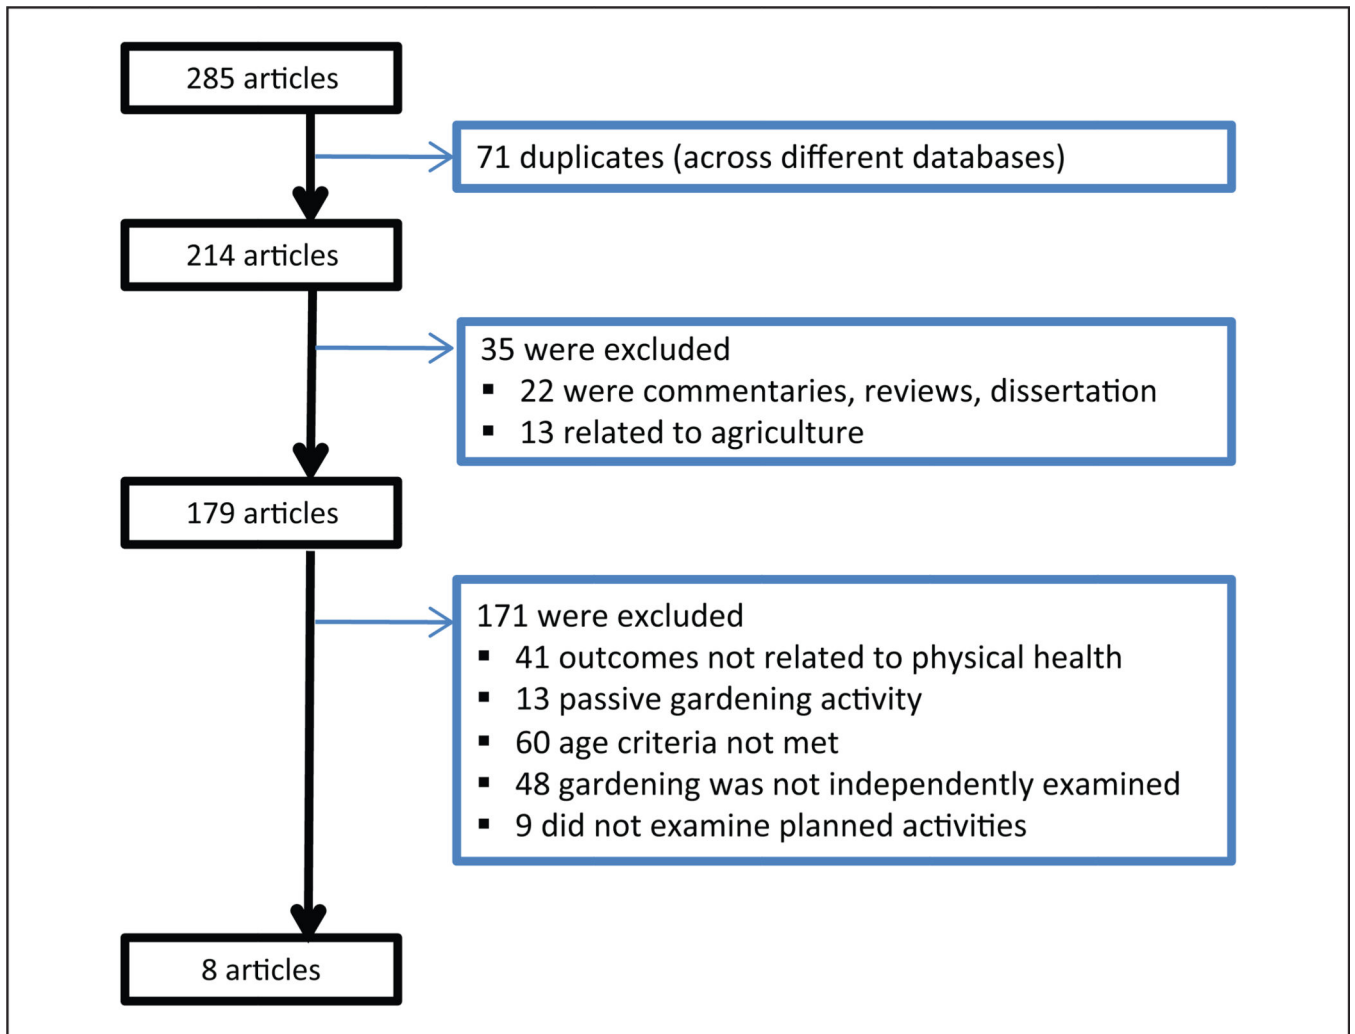 285 articles
71 duplicates (across different databases)
214 articles
35 were excluded
▪ 22 were commentaries, reviews, dissertation
▪ 13 related to agriculture
179 articles
171 were excluded
▪ 41 outcomes not related to physical health
▪ 13 passive gardening activity
▪ 60 age criteria not met
▪ 48 gardening was not independently examined
▪ 9 did not examine planned activities
8 articles